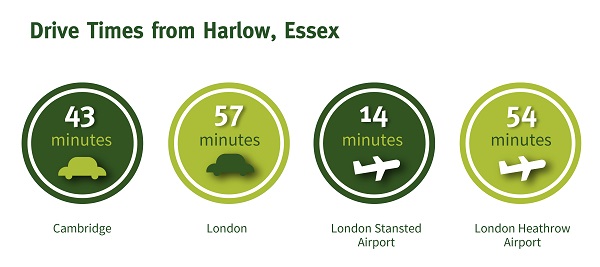 Drive Times from Harlow, Essex
43
minutes
57
minutes
14
minutes
54
minutes
Cambridge
London
London Stansted
Airport
London Heathrow
Airport